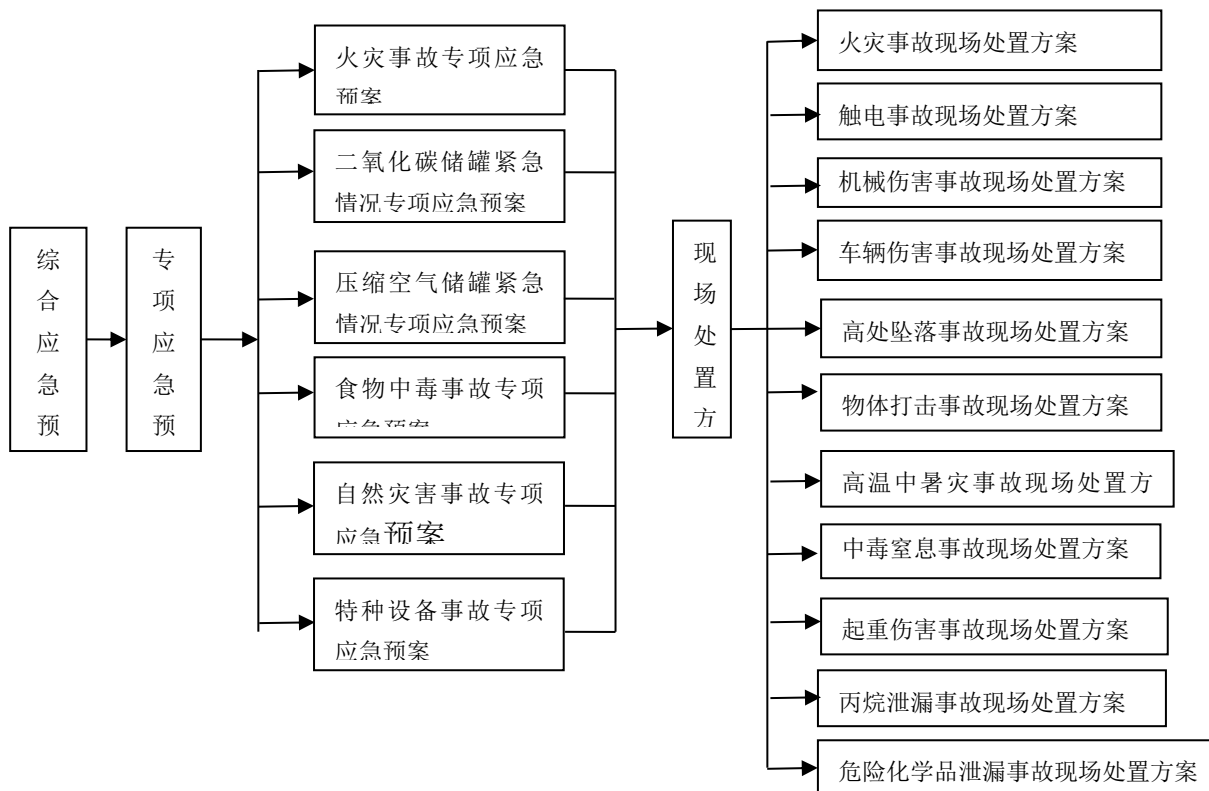 综合应急预
专项应急预
火灾事故专项应急
预案
二氧化碳储罐紧急
情况专项应急预案
压缩空气储罐紧急
情况专项应急预案
食物中毒事故专项
应急预案
自然灾害事故专项
应急预案
特种设备事故专项
应急预案
现场处置方
火灾事故现场处置方案
触电事故现场处置方案
机械伤害事故现场处置方案
车辆伤害事故现场处置方案
高处坠落事故现场处置方案
物体打击事故现场处置方案
高温中暑灾事故现场处置方
中毒窒息事故现场处置方案
起重伤害事故现场处置方案
丙烷泄漏事故现场处置方案
危险化学品泄漏事故现场处置方案